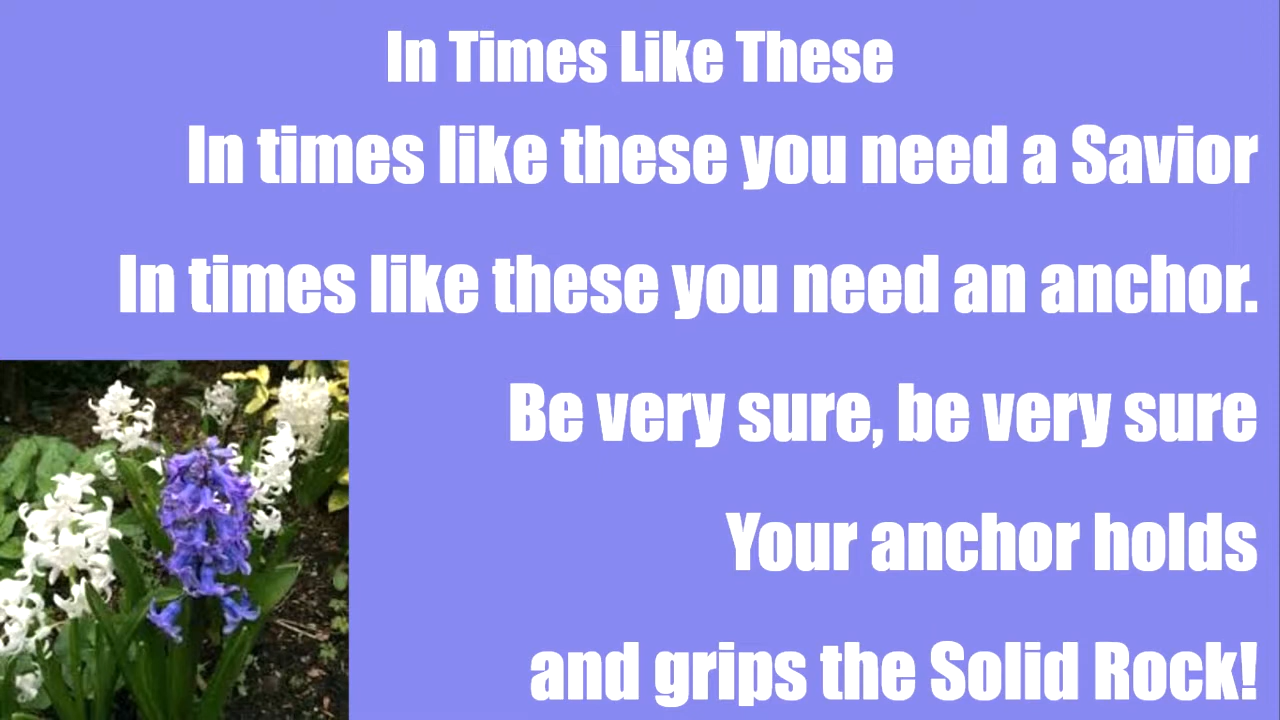 In Times Like These
In times like these you need a Savior
In times like these you need an anchor.
Be very sure, be very sure
Your anchor holds
and grips the Solid Rock!